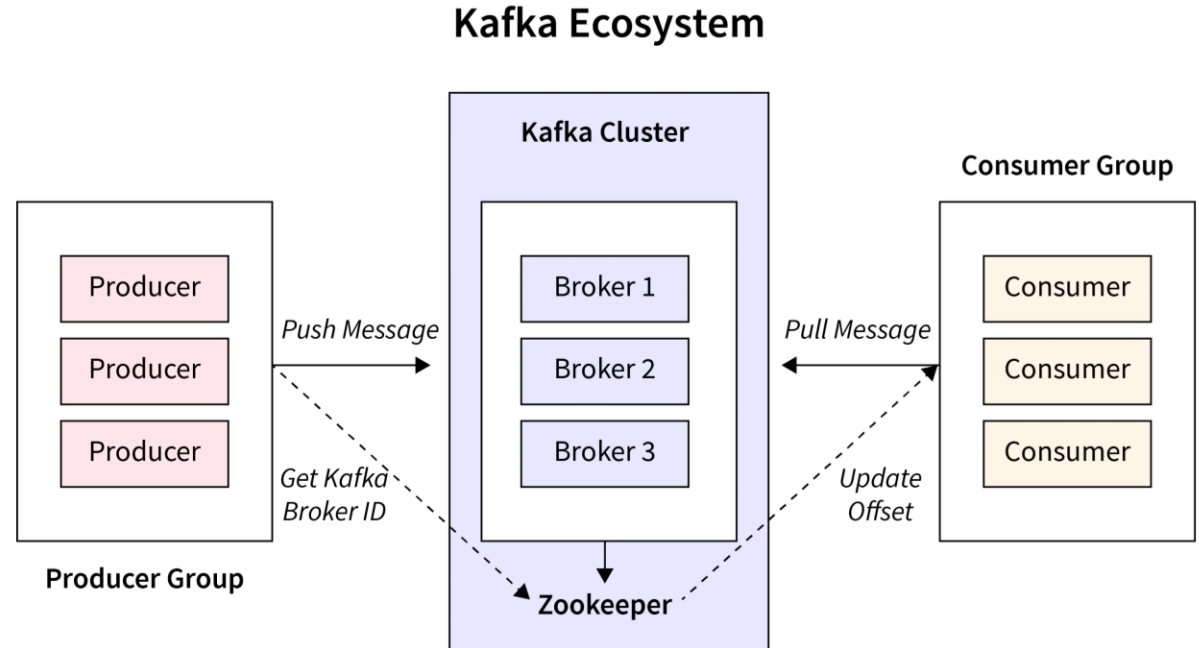 Kafka Ecosystem
Kafka Cluster
Consumer Group
Producer
Producer
Producer
Push Message
Get Kafka
Broker ID
Producer Group
Broker 1
Broker 2
Broker 3
Zookeeper
Pull Message
Update
Offset
Consumer
Consumer
Consumer